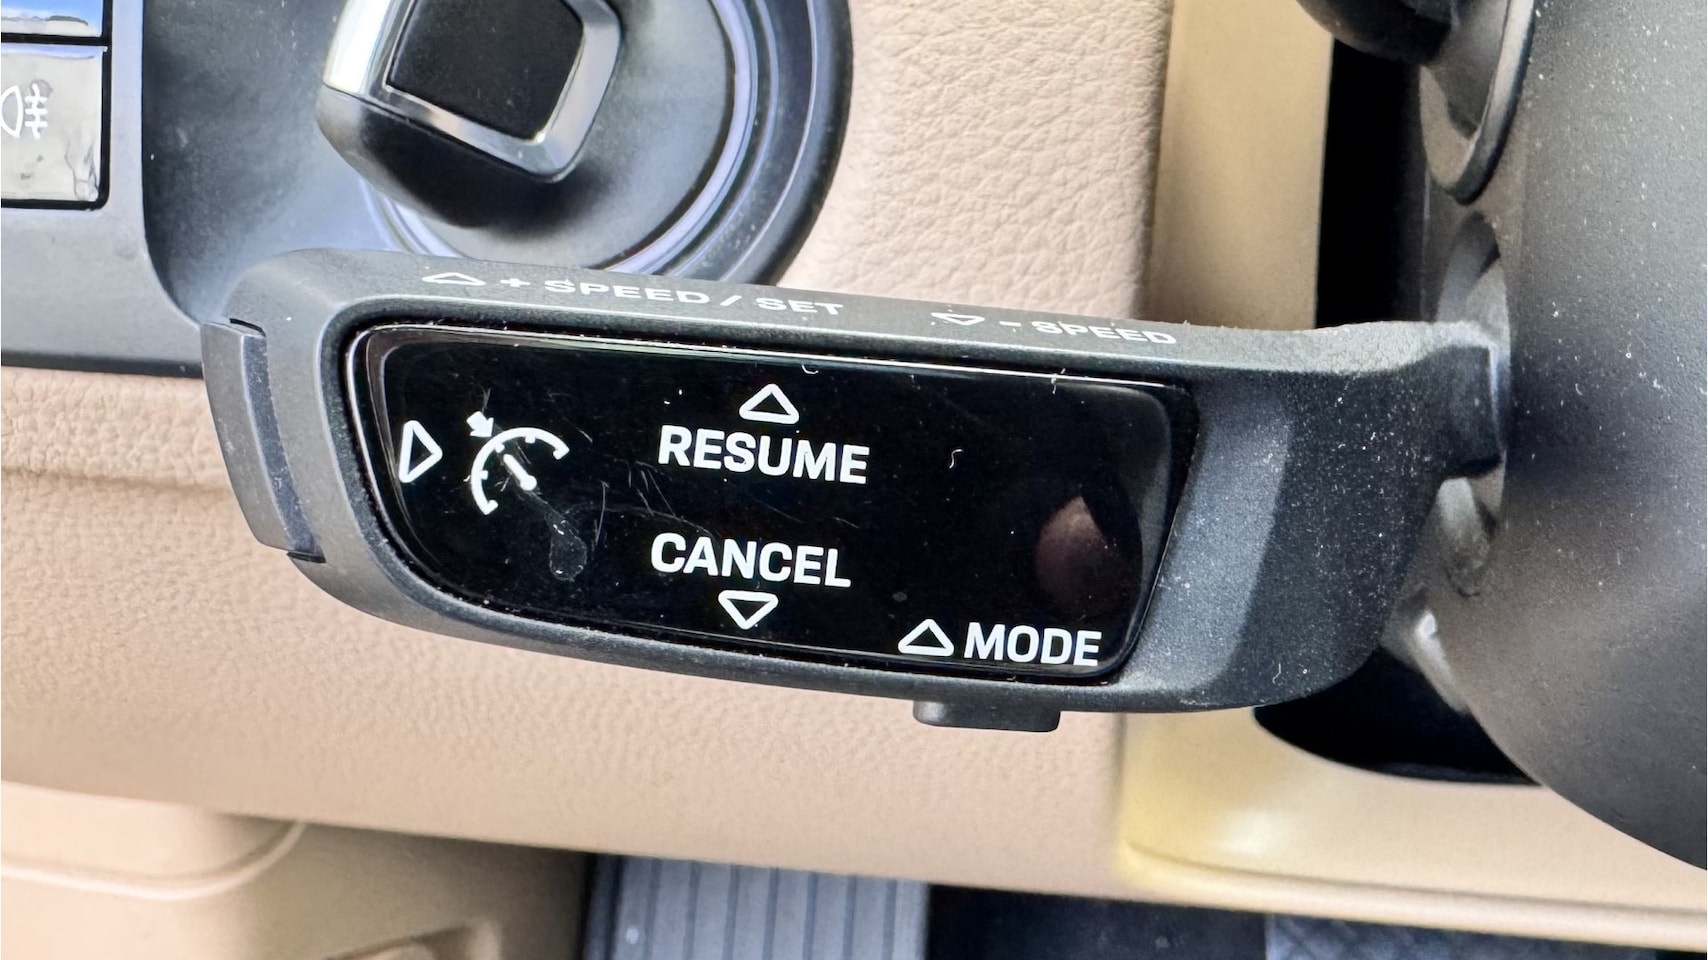 + SPEED / SET
- SPEED
RESUME
CANCEL
MODE